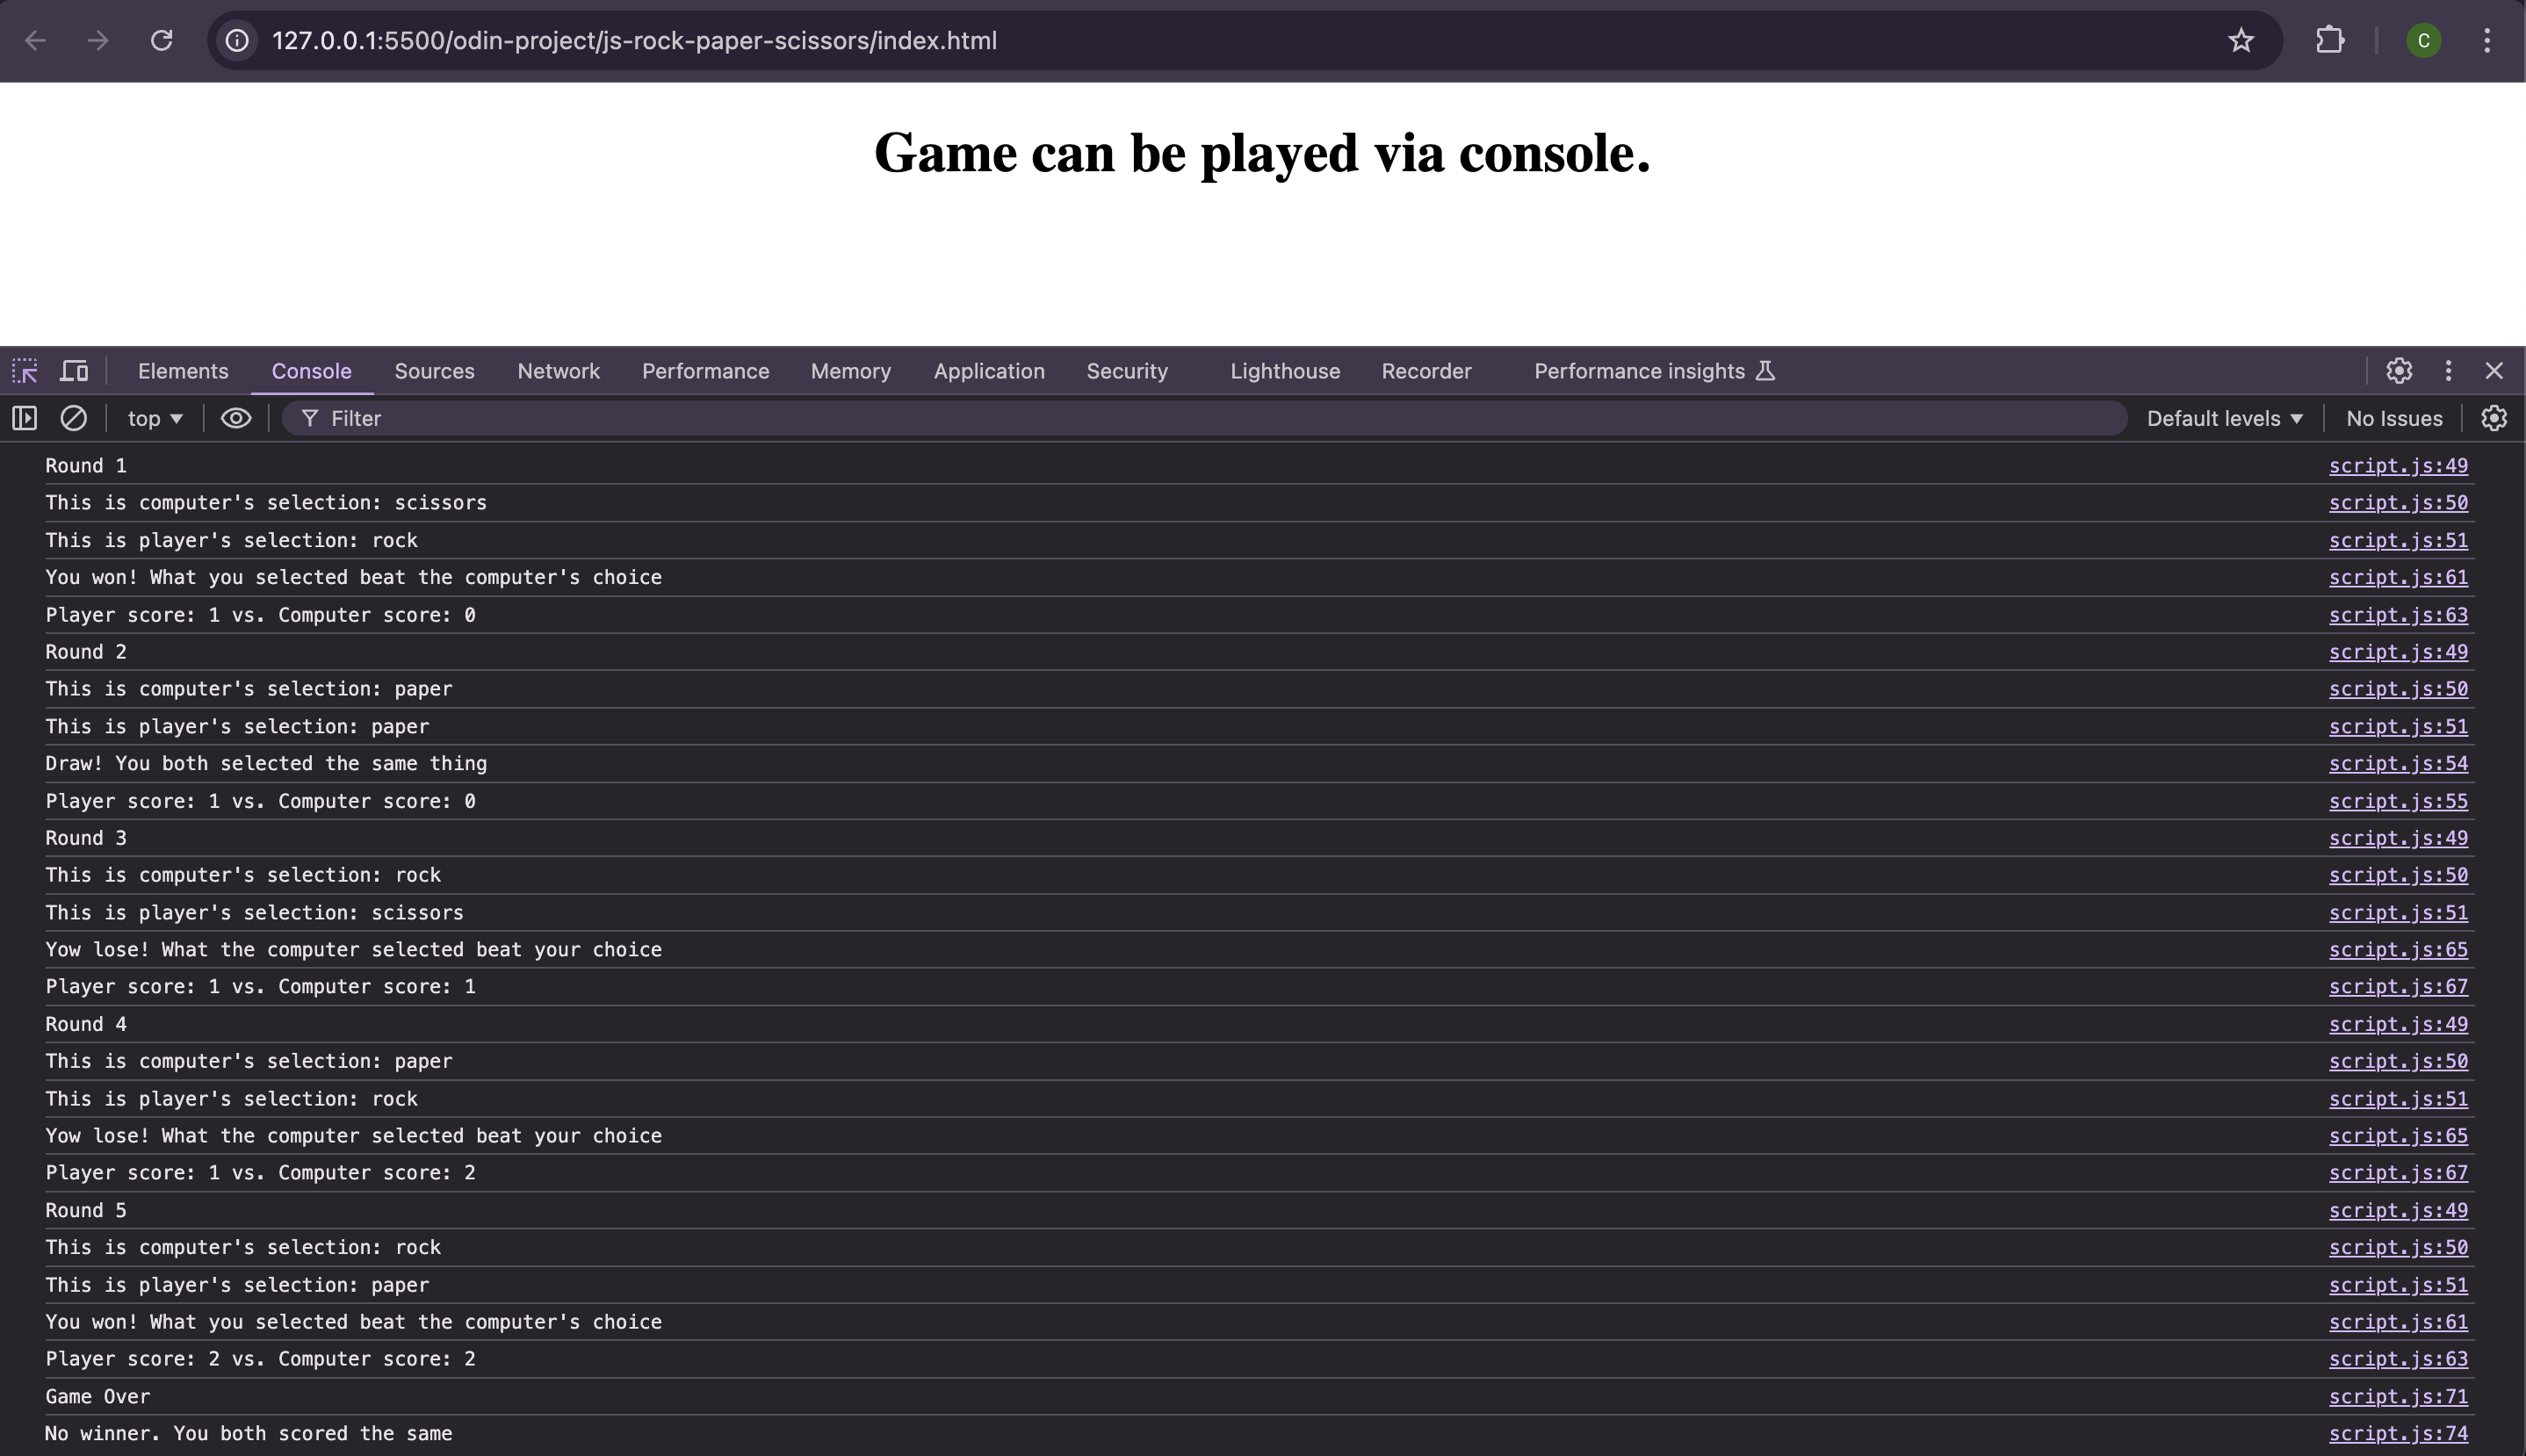 127.0.0.1:5500/odin-project/js-rock-paper-scissors/index.html
C
Game can be played via console.
Elements Console Sources Network Performance Memory Application Security Lighthouse Recorder Performance insights
top Filter Default levels No Issues
Round 1 script.js:49
This is computer's selection: scissors script.js:50
This is player's selection: rock script.js:51
You won! What you selected beat the computer's choice script.js:61
Player score: 1 vs. Computer score: 0 script.js:63
Round 2 script.js:49
This is computer's selection: paper script.js:50
This is player's selection: paper script.js:51
Draw! You both selected the same thing script.js:54
Player score: 1 vs. Computer score: 0 script.js:55
Round 3 script.js:49
This is computer's selection: rock script.js:50
This is player's selection: scissors script.js:51
Yow lose! What the computer selected beat your choice script.js:65
Player score: 1 vs. Computer score: 1 script.js:67
Round 4 script.js:49
This is computer's selection: paper script.js:50
This is player's selection: rock script.js:51
Yow lose! What the computer selected beat your choice script.js:65
Player score: 1 vs. Computer score: 2 script.js:67
Round 5 script.js:49
This is computer's selection: rock script.js:50
This is player's selection: paper script.js:51
You won! What you selected beat the computer's choice script.js:61
Player score: 2 vs. Computer score: 2 script.js:63
Game Over script.js:71
No winner. You both scored the same script.js:74